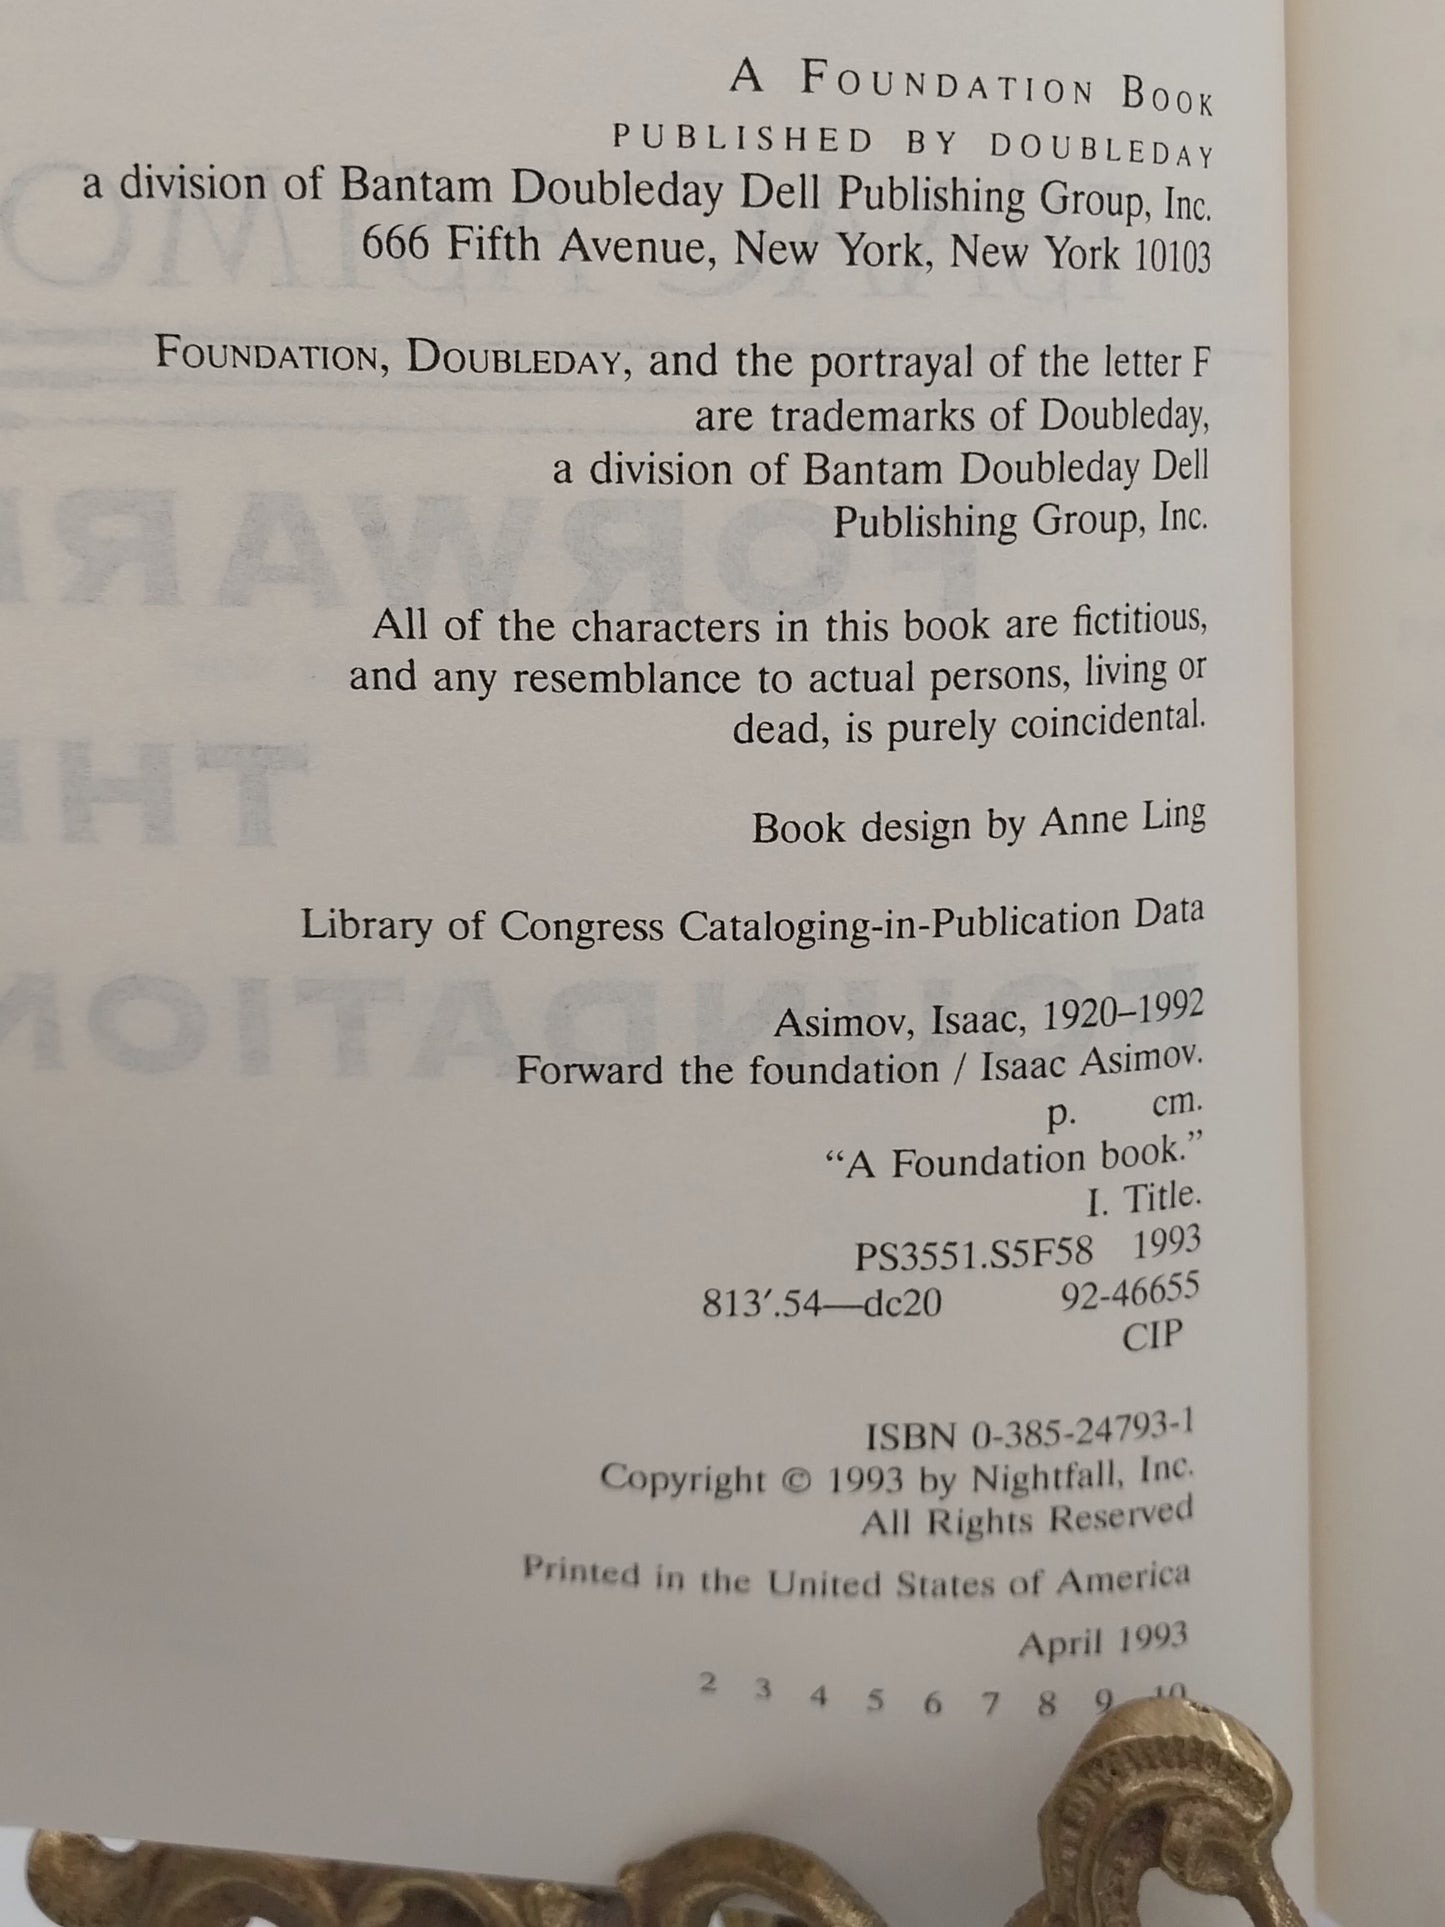 A FOUNDATION BOOK
PUBLISHED BY DOUBLEDAY
a division of Bantam Doubleday Dell Publishing Group, Inc.
666 Fifth Avenue, New York, New York 10103
FOUNDATION, DOUBLEDAY, and the portrayal of the letter F
are trademarks of Doubleday,
a division of Bantam Doubleday Dell
Publishing Group, Inc.
All of the characters in this book are fictitious,
and any resemblance to actual persons, living or
dead, is purely coincidental.
Book design by Anne Ling
Library of Congress Cataloging-in-Publication Data
Asimov, Isaac, 1920–1992
Forward the foundation / Isaac Asimov.
p. cm.
“A Foundation book.”
I. Title.
PS3551.S5F58 1993
813′.54—dc20 92-46655
CIP
ISBN 0-385-24793-1
Copyright © 1993 by Nightfall, Inc.
All Rights Reserved
Printed in the United States of America
April 1993
2 3 4 5 6 7 8 9 10